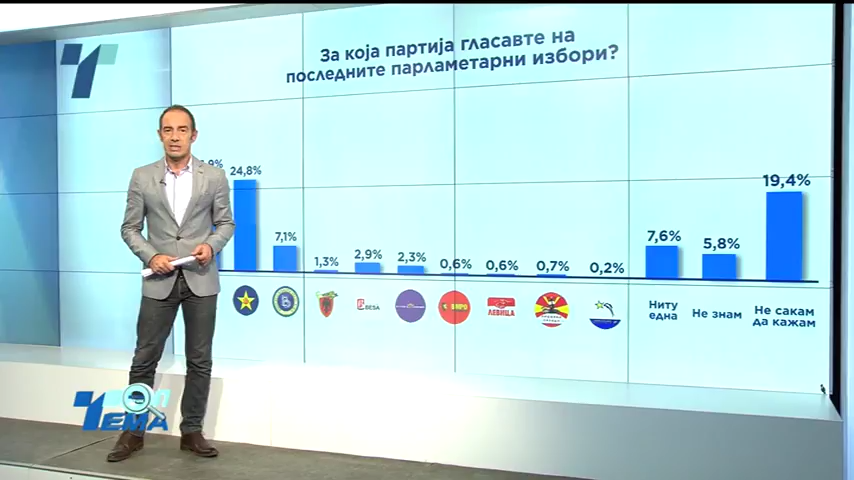 За која партија гласавте на
последните парламетарни избори?
24,8%
7,1%
1,3%
2,9%
2,3%
0,6%
0,6%
0,7%
0,2%
7,6%
5,8%
19,4%
BESA
ЛЕВИЦА
Ниту
една
Не знам
Не сакам
да кажам
ТЕМА